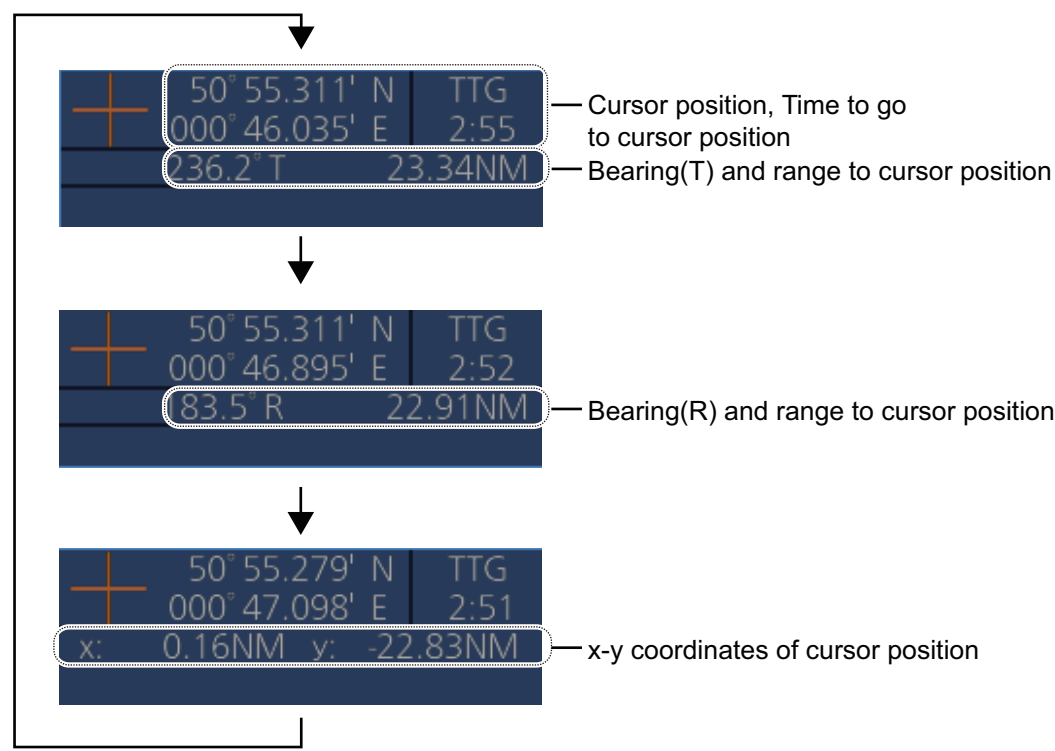 50° 55.311' N TTG
000° 46.035' E 2:55
236.2° T 23.34NM
Cursor position, Time to go
to cursor position
Bearing(T) and range to cursor position
50° 55.311' N TTG
000° 46.895' E 2:52
183.5° R 22.91NM
Bearing(R) and range to cursor position
50° 55.279' N TTG
000° 47.098' E 2:51
x: 0.16NM y: -22.83NM
x-y coordinates of cursor position